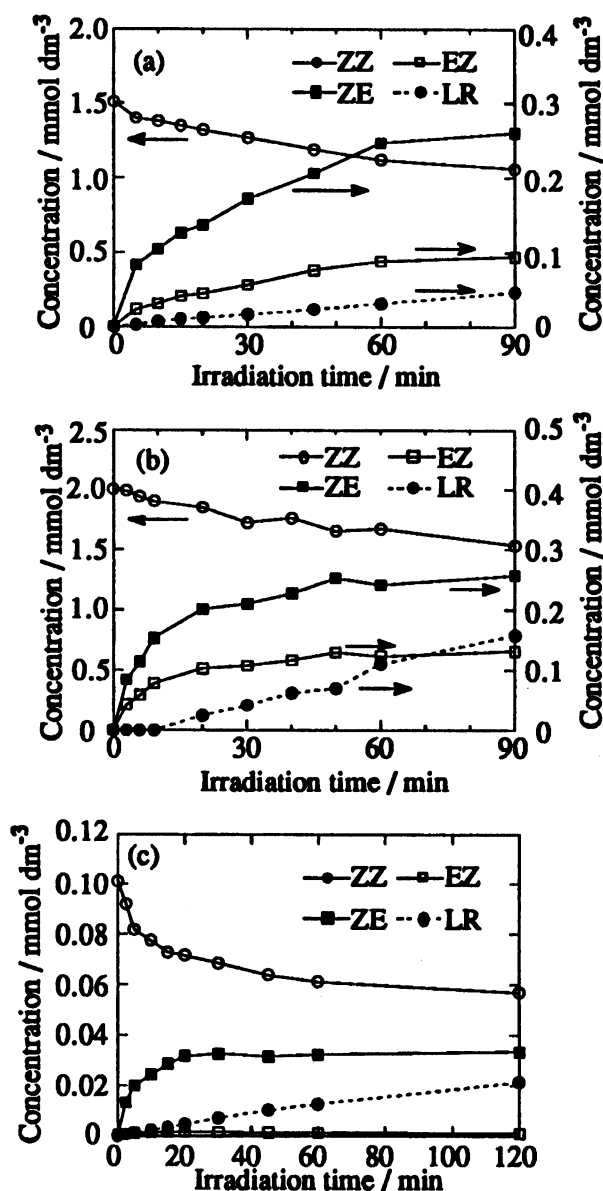 (a)
ZZ EZ
ZE LR
Concentration / mmol dm⁻³
2.0
1.5
1.0
0.5
0
0.4
0.3
0.2
0.1
0
Concentration / mmol dm⁻³
0 30 60 90
Irradiation time / min
(b)
ZZ EZ
ZE LR
Concentration / mmol dm⁻³
2.5
2.0
1.5
1.0
0.5
0
0.5
0.4
0.3
0.2
0.1
0
Concentration / mmol dm⁻³
0 30 60 90
Irradiation time / min
(c)
ZZ EZ
ZE LR
Concentration / mmol dm⁻³
0.12
0.10
0.08
0.06
0.04
0.02
0
0 20 40 60 80 100 120
Irradiation time / min